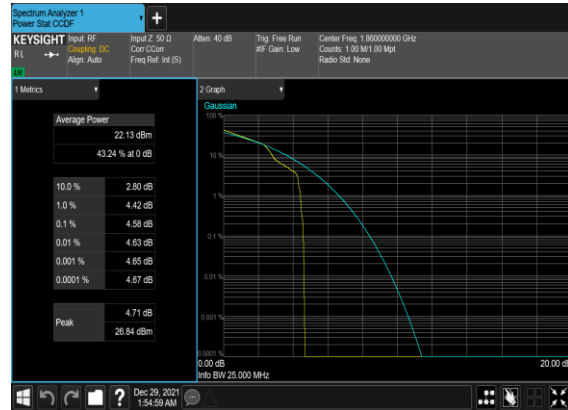 Spectrum Analyzer 1
Power Stat CCDF
KEYSIGHT
RL
Input: RF
Coupling: DC
Align: Auto
Input Z: 50 Ω
Corr CCorr
Freq Ref: Int (S)
Atten: 40 dB
Trig: Free Run
#IF Gain: Low
Center Freq: 1.860000000 GHz
Counts: 1.00 M/1.00 Mpt
Radio Std: None
1 Metrics
Average Power
22.13 dBm
43.24 % at 0 dB
10.0 % 2.80 dB
1.0 % 4.42 dB
0.1 % 4.58 dB
0.01 % 4.63 dB
0.001 % 4.65 dB
0.0001 % 4.67 dB
Peak
4.71 dB
26.84 dBm
2 Graph
Gaussian
100 %
10 %
1 %
0.1 %
0.01 %
0.001 %
0.0001 %
0.00 dB
20.00 dB
Info BW 25.000 MHz
?
Dec 29, 2021
1:54:59 AM